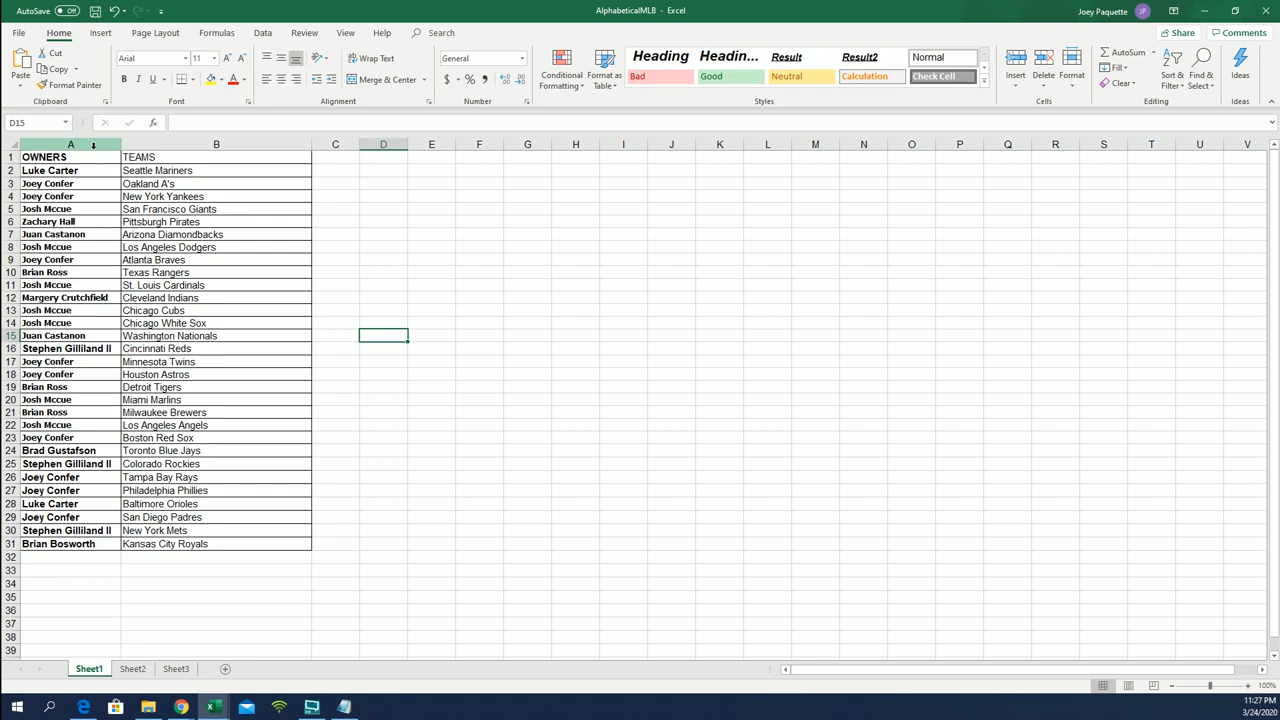 AutoSave Off AlphabeticalMLB - Excel Joey Paquette JP
File Home Insert Page Layout Formulas Data Review View Help Search Share Comments
Paste Cut Copy Format Painter Clipboard
Arial 11 A A B I U A Font
ab Wrap Text Merge & Center Alignment
General $ % , Number
Conditional Formatting Format as Table
Heading Headin... Result Result2 Normal
Bad Good Neutral Calculation Check Cell
Styles
Insert Delete Format Cells
AutoSum Fill Clear Sort & Filter Find & Select Editing
Ideas Ideas
D15 fx
A B C D E F G H I J K L M N O P Q R S T U V
1 OWNERS TEAMS
2 Luke Carter Seattle Mariners
3 Joey Confer Oakland A's
4 Joey Confer New York Yankees
5 Josh Mccue San Francisco Giants
6 Zachary Hall Pittsburgh Pirates
7 Juan Castanon Arizona Diamondbacks
8 Josh Mccue Los Angeles Dodgers
9 Joey Confer Atlanta Braves
10 Brian Ross Texas Rangers
11 Josh Mccue St. Louis Cardinals
12 Margery Crutchfield Cleveland Indians
13 Josh Mccue Chicago Cubs
14 Josh Mccue Chicago White Sox
15 Juan Castanon Washington Nationals
16 Stephen Gilliland II Cincinnati Reds
17 Joey Confer Minnesota Twins
18 Joey Confer Houston Astros
19 Brian Ross Detroit Tigers
20 Josh Mccue Miami Marlins
21 Brian Ross Milwaukee Brewers
22 Josh Mccue Los Angeles Angels
23 Joey Confer Boston Red Sox
24 Brad Gustafson Toronto Blue Jays
25 Stephen Gilliland II Colorado Rockies
26 Joey Confer Tampa Bay Rays
27 Joey Confer Philadelphia Phillies
28 Luke Carter Baltimore Orioles
29 Joey Confer San Diego Padres
30 Stephen Gilliland II New York Mets
31 Brian Bosworth Kansas City Royals
32
33
34
35
36
37
38
39
Sheet1 Sheet2 Sheet3
100%
11:27 PM
3/24/2020